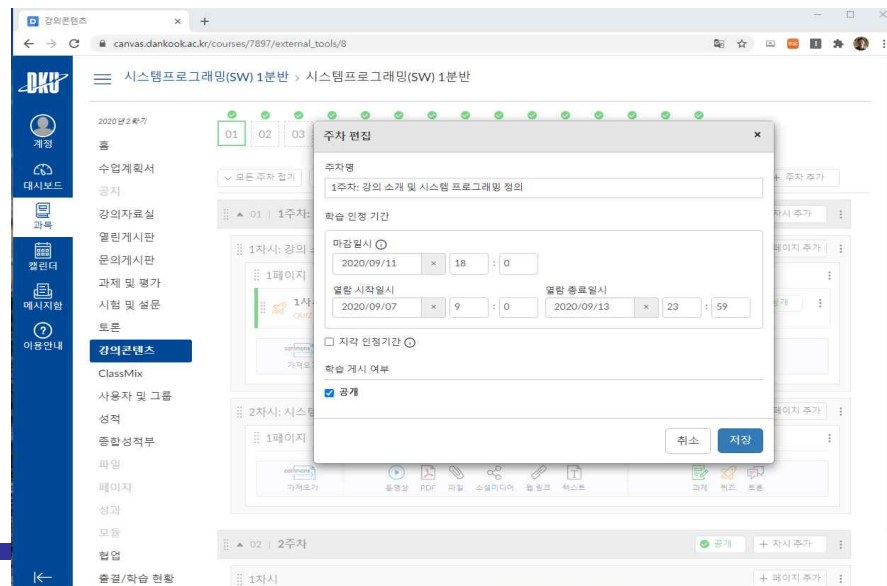 강의콘텐츠
canvas.dankook.ac.kr/courses/7897/external_tools/8
DKU
시스템프로그래밍(SW) 1분반 > 시스템프로그래밍(SW) 1분반
계정
대시보드
과목
캘린더
메시지함
이용안내
2020년 2학기
홈
수업계획서
공지
강의자료실
열린게시판
문의게시판
과제 및 평가
시험 및 설문
토론
강의콘텐츠
ClassMix
사용자 및 그룹
성적
종합성적부
파일
페이지
성과
모듈
협업
출결/학습 현황
01 02 03
모든 주차 접기
+ 주차 추가
01 | 1주차:
차시 추가
1차시: 강의
페이지 추가
1페이지
주차 편집 ×
주차명
1주차: 강의 소개 및 시스템 프로그래밍 정의
학습 인정 기간
마감일시
2020/09/11 × 18 : 0
열람 시작일시 열람 종료일시
2020/09/07 × 9 : 0 2020/09/13 × 23 : 59
지각 인정기간
학습 게시 여부
공개
취소 저장
2차시: 시스템
페이지 추가
1페이지
가져오기 동영상 PDF 파일 소셜미디어 웹 링크 텍스트 과제 퀴즈 토론
02 | 2주차 공개 + 차시 추가
1차시 + 페이지 추가